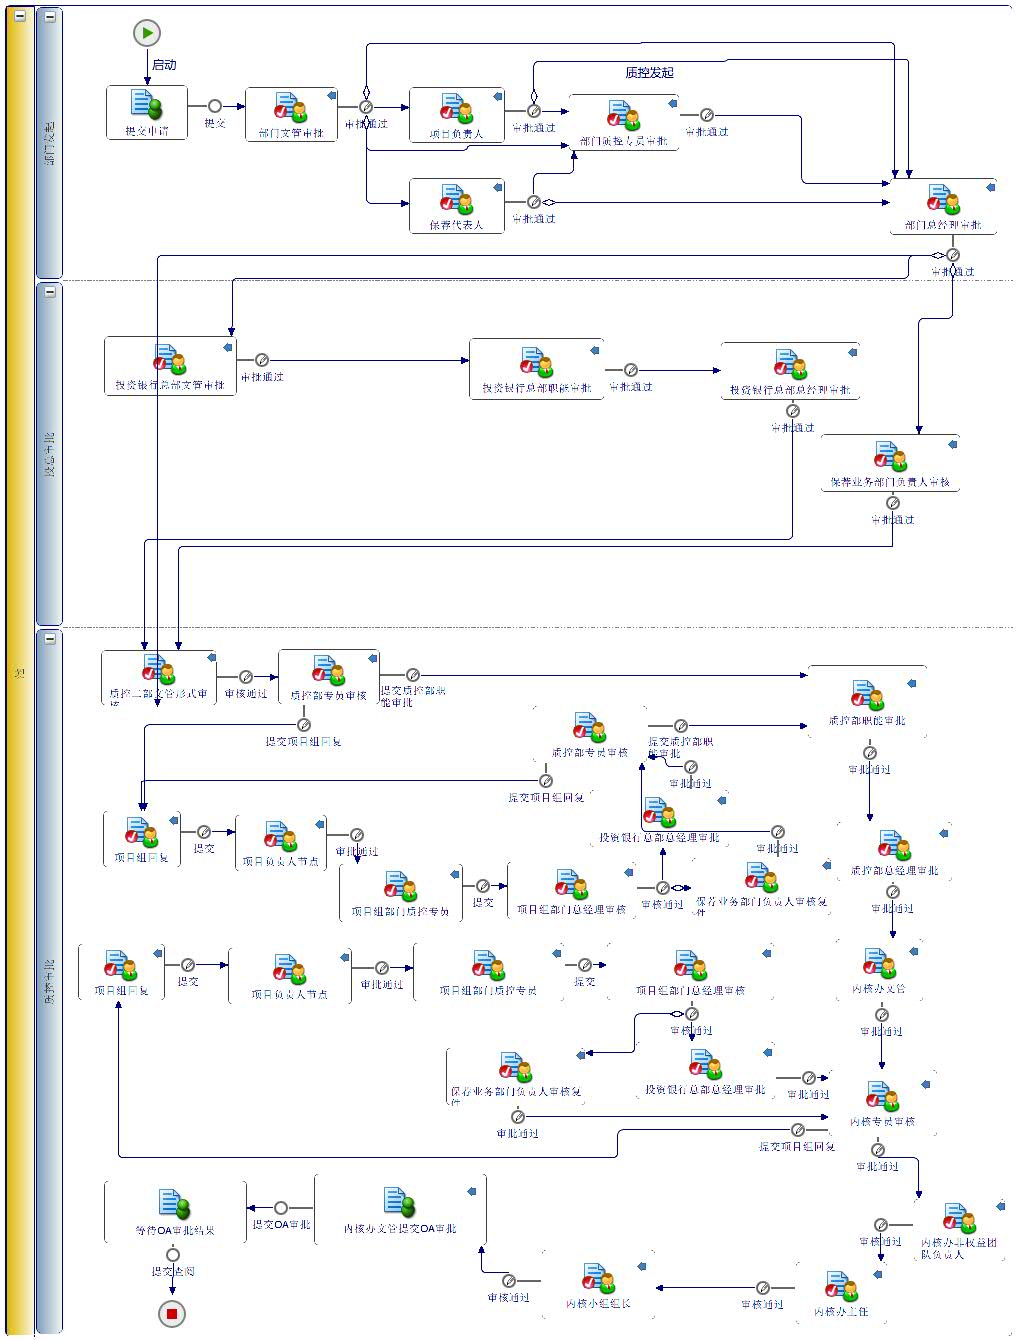 启动
质控发起
部门发起
提交申请
提交
部门文管审批
审批通过
项目负责人
审批通过
部门质控专员审批
审批通过
保荐代表人
审批通过
部门总经理审批
审批通过
投总审批
投资银行总部文管审批
审批通过
投资银行总部职能审批
审批通过
投资银行总部总经理审批
审批通过
保荐业务部门负责人审核
审批通过
质控审批
质控二部文管形式审
核
审核通过
质控部专员审核
提交质控部职
能审批
提交项目组回复
质控部专员审核
提交质控部职
能审批
质控部职能审批
审批通过
审批通过
提交项目组回复
项目组回复
提交
项目负责人节点
审批通过
投资银行总部总经理审批
审批通过
质控部总经理审批
审批通过
项目组部门质控专员
提交
项目组部门总经理审核
审核通过
保荐业务部门负责人审核复
件
项目组回复
提交
项目负责人节点
审批通过
项目组部门质控专员
提交
项目组部门总经理审核
审核通过
内核办文管
审批通过
保荐业务部门负责人审核复
件
审批通过
投资银行总部总经理审批
审批通过
内核专员审核
提交项目组回复
审批通过
等待OA审批结果
提交OA审批
内核办文管提交OA审批
提交查阅
审核通过
内核小组组长
审核通过
内核办主任
审核通过
内核办非权益团
队负责人